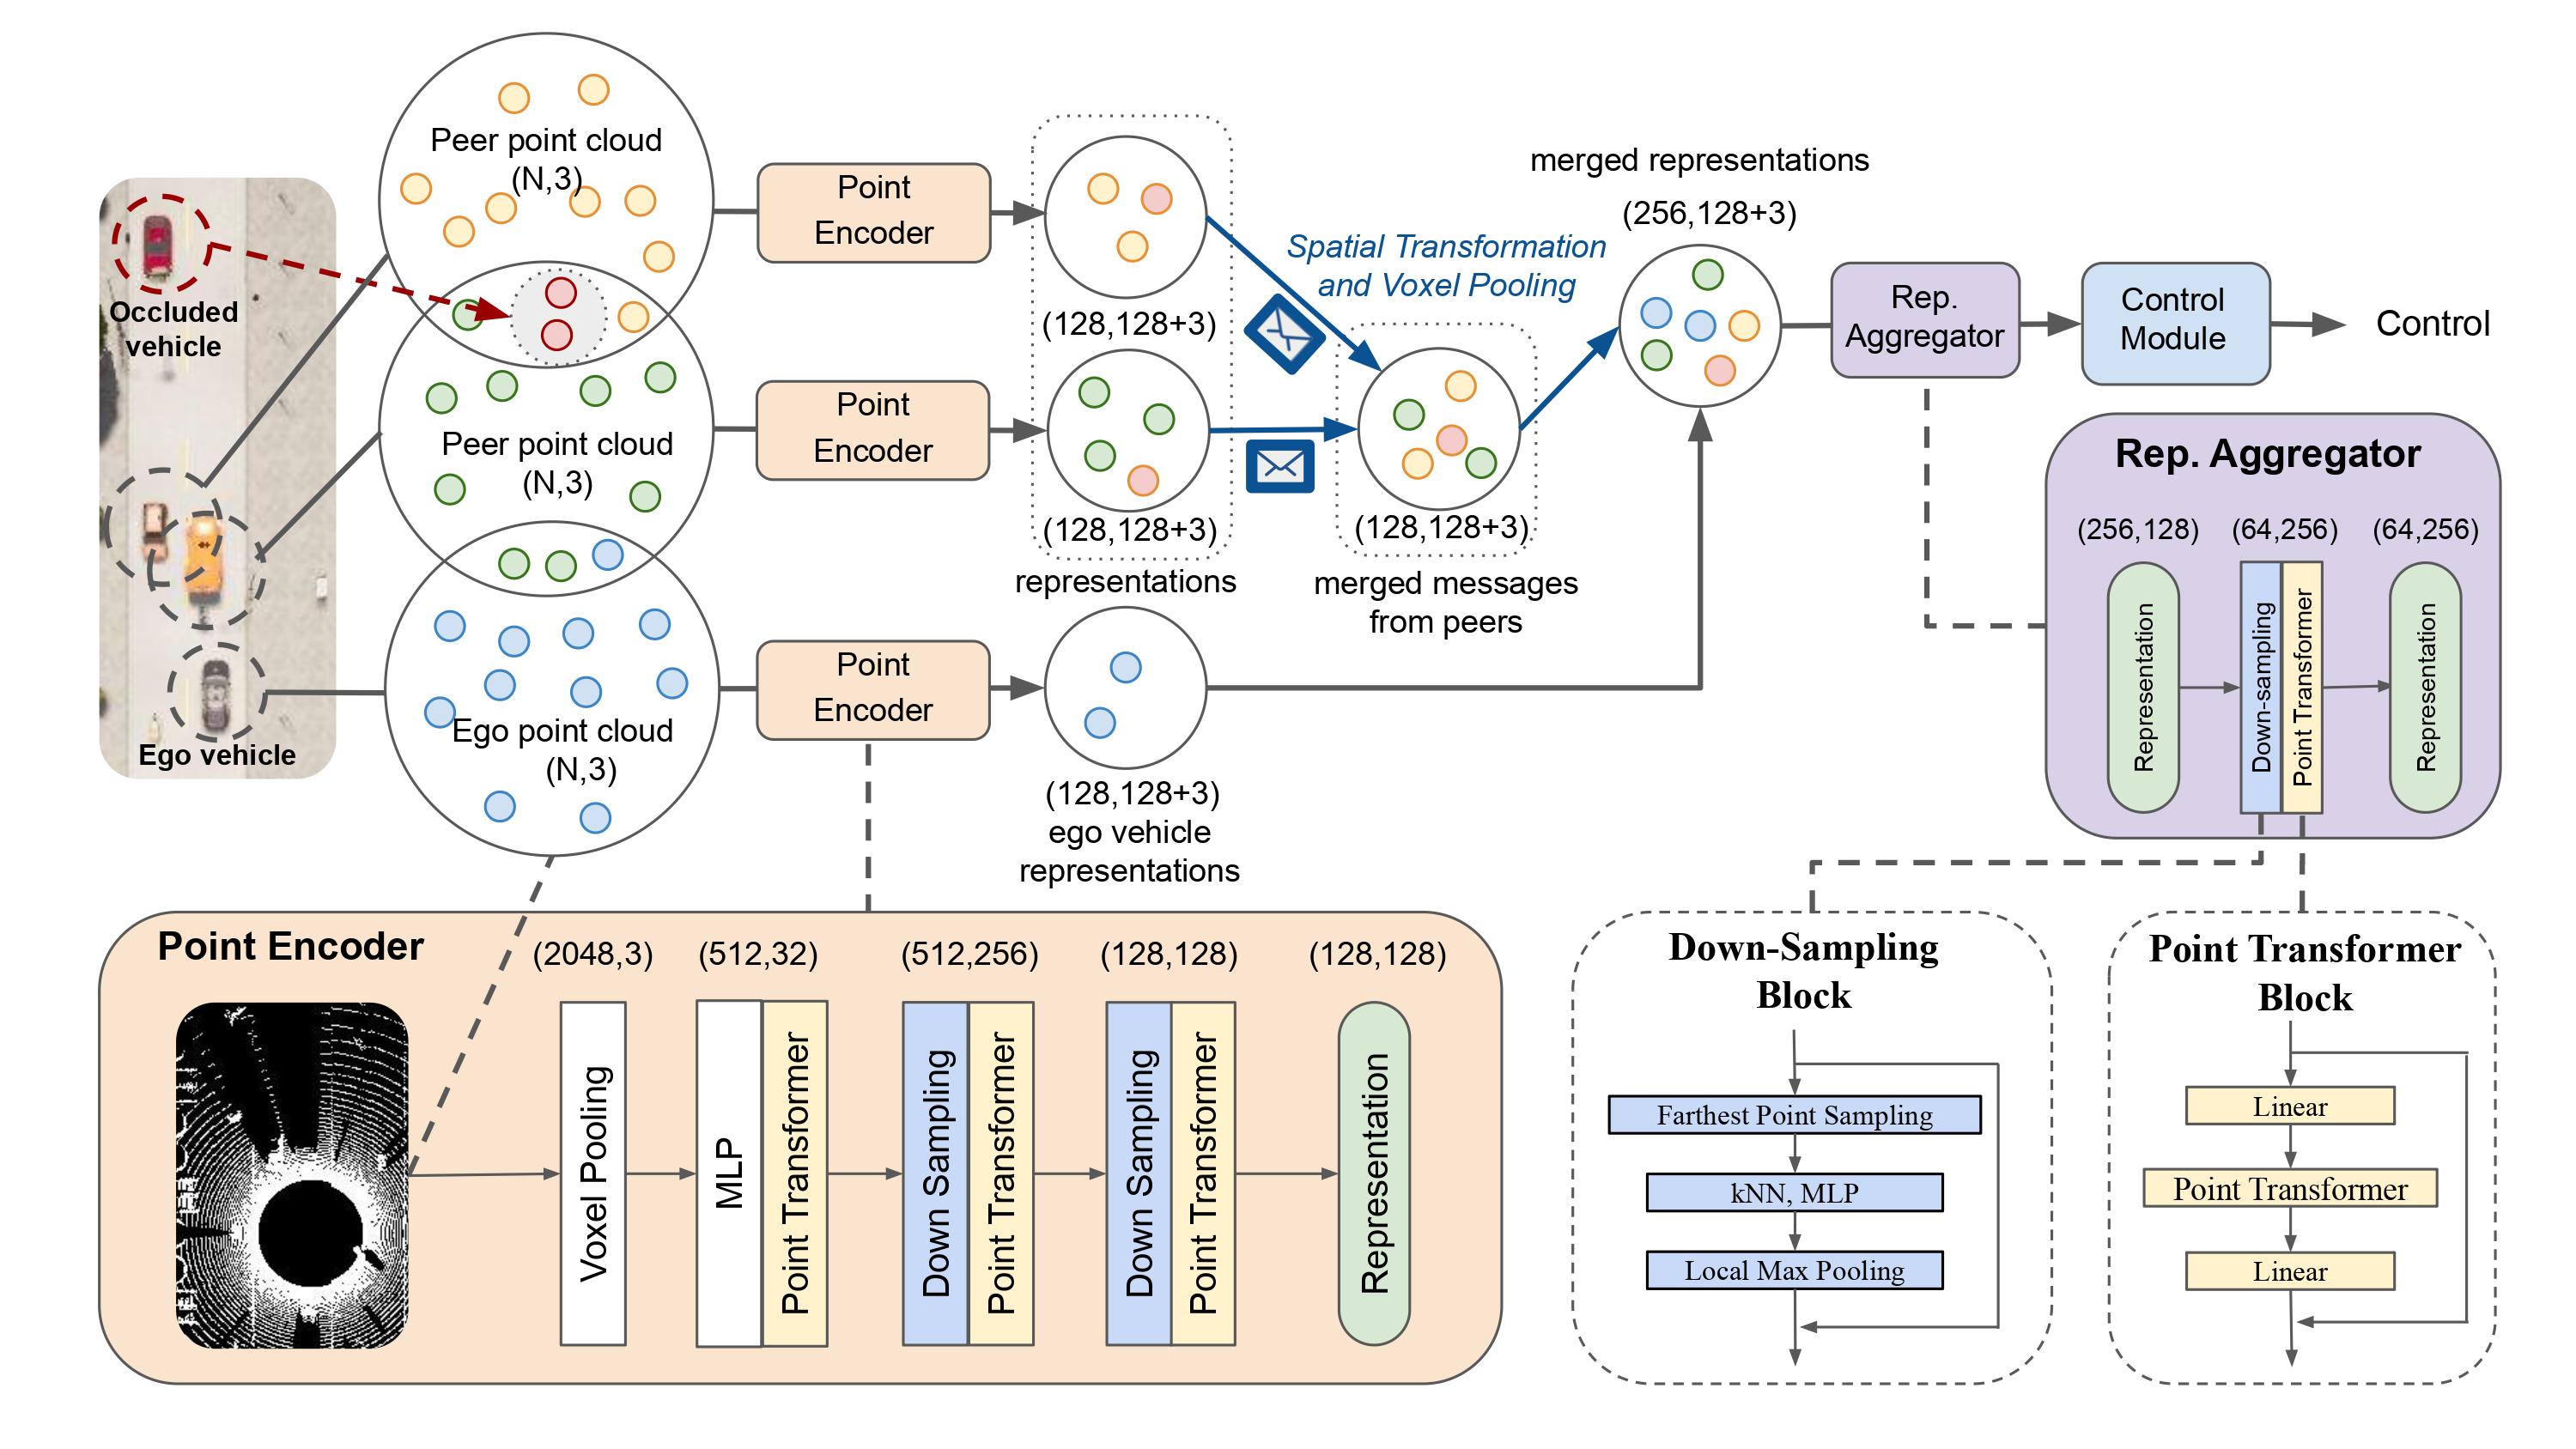 Peer point cloud
(N,3)
Point
Encoder
(128,128+3)
Occluded
vehicle
Peer point cloud
(N,3)
Point
Encoder
(128,128+3)
representations
Spatial Transformation
and Voxel Pooling
(128,128+3)
merged messages
from peers
merged representations
(256,128+3)
Rep.
Aggregator
Control
Module
Control
Ego vehicle
Ego point cloud
(N,3)
Point
Encoder
(128,128+3)
ego vehicle
representations
Rep. Aggregator
(256,128) (64,256) (64,256)
Representation
Down-sampling
Point Transformer
Representation
Point Encoder
(2048,3) (512,32) (512,256) (128,128) (128,128)
Voxel Pooling
MLP
Point Transformer
Down Sampling
Point Transformer
Down Sampling
Point Transformer
Representation
Down-Sampling
Block
Farthest Point Sampling
kNN, MLP
Local Max Pooling
Point Transformer
Block
Linear
Point Transformer
Linear